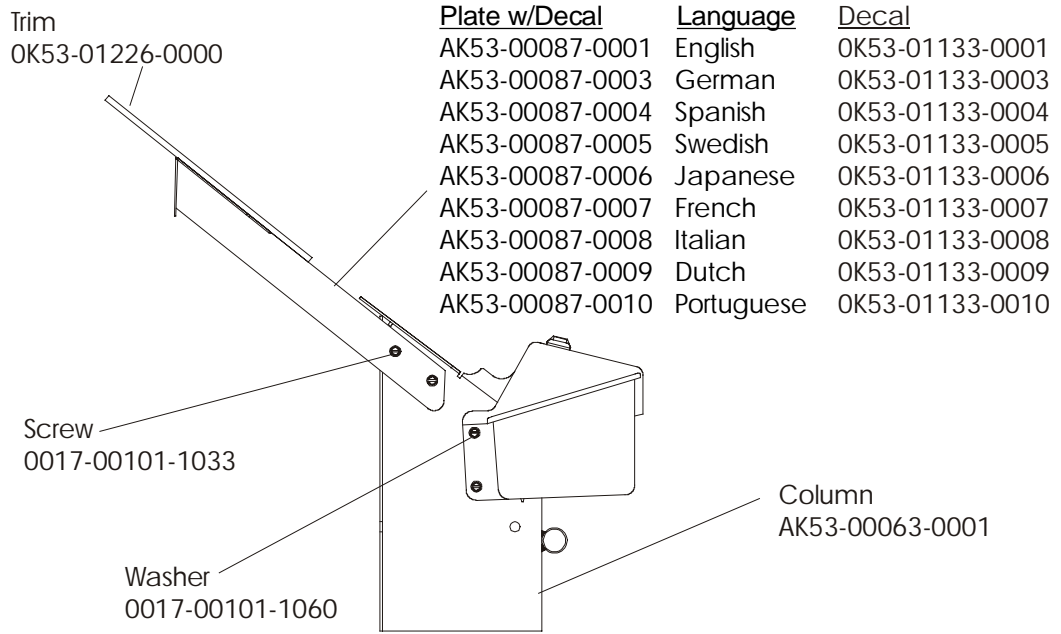 Trim
0K53-01226-0000
Plate w/Decal Language Decal
AK53-00087-0001 English 0K53-01133-0001
AK53-00087-0003 German 0K53-01133-0003
AK53-00087-0004 Spanish 0K53-01133-0004
AK53-00087-0005 Swedish 0K53-01133-0005
AK53-00087-0006 Japanese 0K53-01133-0006
AK53-00087-0007 French 0K53-01133-0007
AK53-00087-0008 Italian 0K53-01133-0008
AK53-00087-0009 Dutch 0K53-01133-0009
AK53-00087-0010 Portuguese 0K53-01133-0010
Screw
0017-00101-1033
Column
AK53-00063-0001
Washer
0017-00101-1060